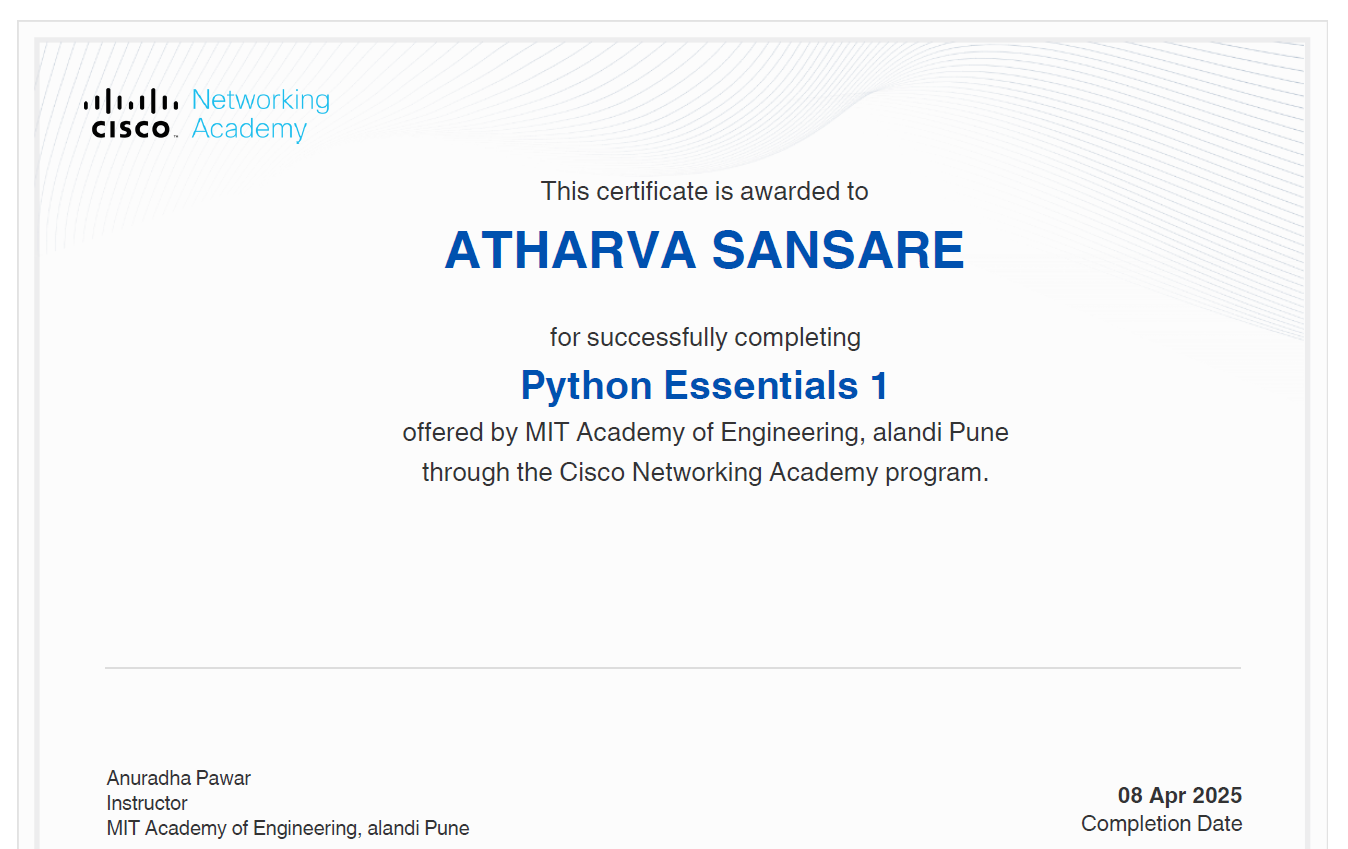 Networking
CISCO Academy
This certificate is awarded to
ATHARVA SANSARE
for successfully completing
Python Essentials 1
offered by MIT Academy of Engineering, alandi Pune
through the Cisco Networking Academy program.
Anuradha Pawar
Instructor
MIT Academy of Engineering, alandi Pune
08 Apr 2025
Completion Date